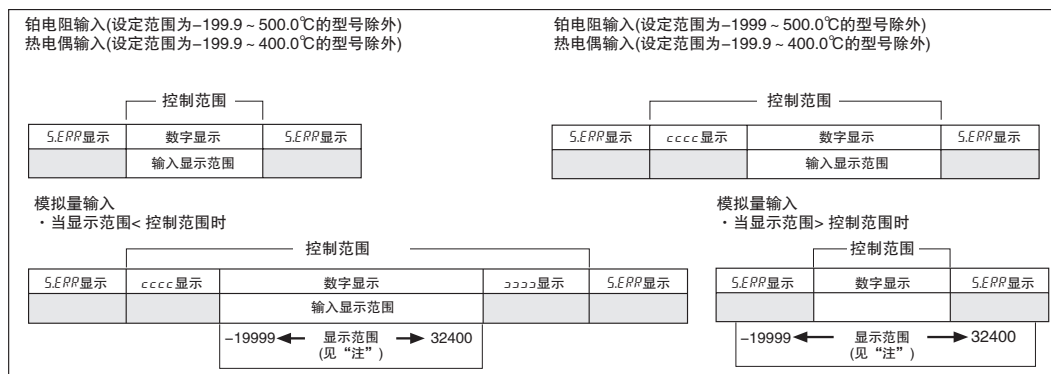 铂电阻输入(设定范围为-199.9 ~ 500.0℃的型号除外)
热电偶输入(设定范围为-199.9 ~ 400.0℃的型号除外)
控制范围
S.ERR显示 数字显示 S.ERR显示
输入显示范围
铂电阻输入(设定范围为-1999 ~ 500.0℃的型号除外)
热电偶输入(设定范围为-199.9 ~ 400.0℃的型号除外)
控制范围
S.ERR显示 cccc显示 数字显示 S.ERR显示
输入显示范围
模拟量输入
・当显示范围< 控制范围时
控制范围
S.ERR显示 cccc显示 数字显示 ככככ显示 S.ERR显示
输入显示范围
-19999 显示范围 32400
(见“注”)
模拟量输入
・当显示范围> 控制范围时
控制范围
S.ERR显示 数字显示 S.ERR显示
-19999 显示范围 32400
(见“注”)